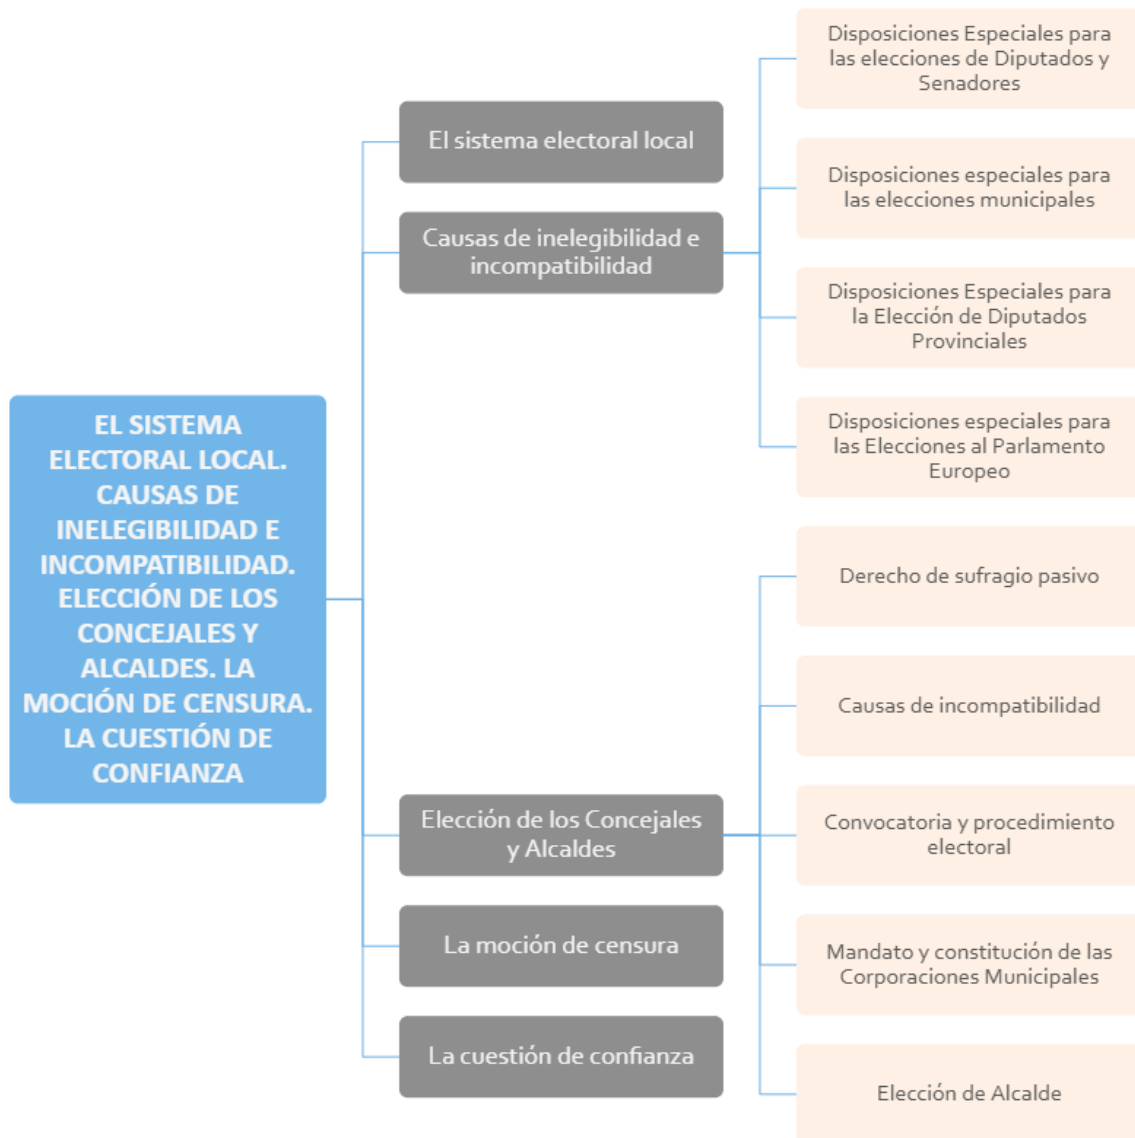 EL SISTEMA
ELECTORAL LOCAL.
CAUSAS DE
INELEGIBILIDAD E
INCOMPATIBILIDAD.
ELECCIÓN DE LOS
CONCEJALES Y
ALCALDES. LA
MOCIÓN DE CENSURA.
LA CUESTIÓN DE
CONFIANZA
El sistema electoral local
Causas de inelegibilidad e
incompatibilidad
Disposiciones Especiales para
las elecciones de Diputados y
Senadores
Disposiciones especiales para
las elecciones municipales
Disposiciones Especiales para
la Elección de Diputados
Provinciales
Disposiciones especiales para
las Elecciones al Parlamento
Europeo
Elección de los Concejales
y Alcaldes
Derecho de sufragio pasivo
Causas de incompatibilidad
Convocatoria y procedimiento
electoral
Mandato y constitución de las
Corporaciones Municipales
Elección de Alcalde
La moción de censura
La cuestión de confianza